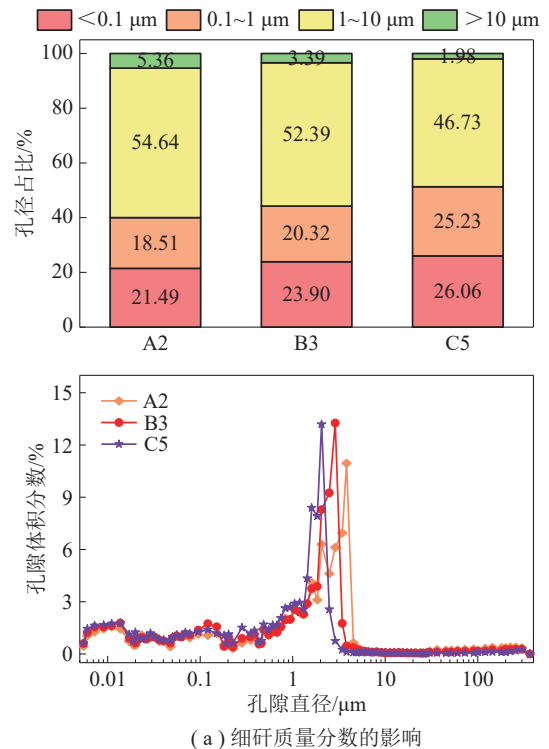 <0.1 μm 0.1~1 μm 1~10 μm >10 μm
孔径占比/%
100
80
60
40
20
0
5.36 3.39 1.98
54.64 52.39 46.73
18.51 20.32 25.23
21.49 23.90 26.06
A2 B3 C5
孔隙体积分数/%
15
12
9
6
3
0
A2
B3
C5
0.01 0.1 1 10 100
孔隙直径/μm
(a) 细矸质量分数的影响